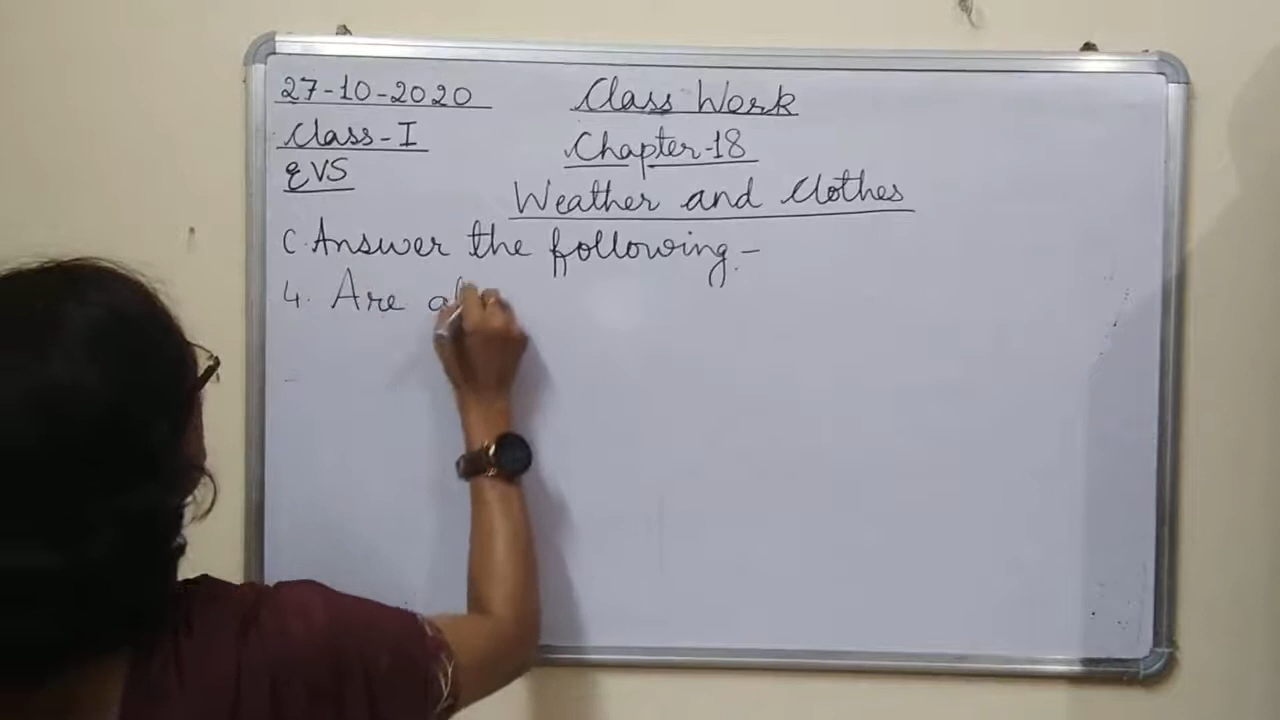 27-10-2020 Class Work
Class-I Chapter-18
EVS
Weather and Clothes
C. Answer the following.-
4. Are